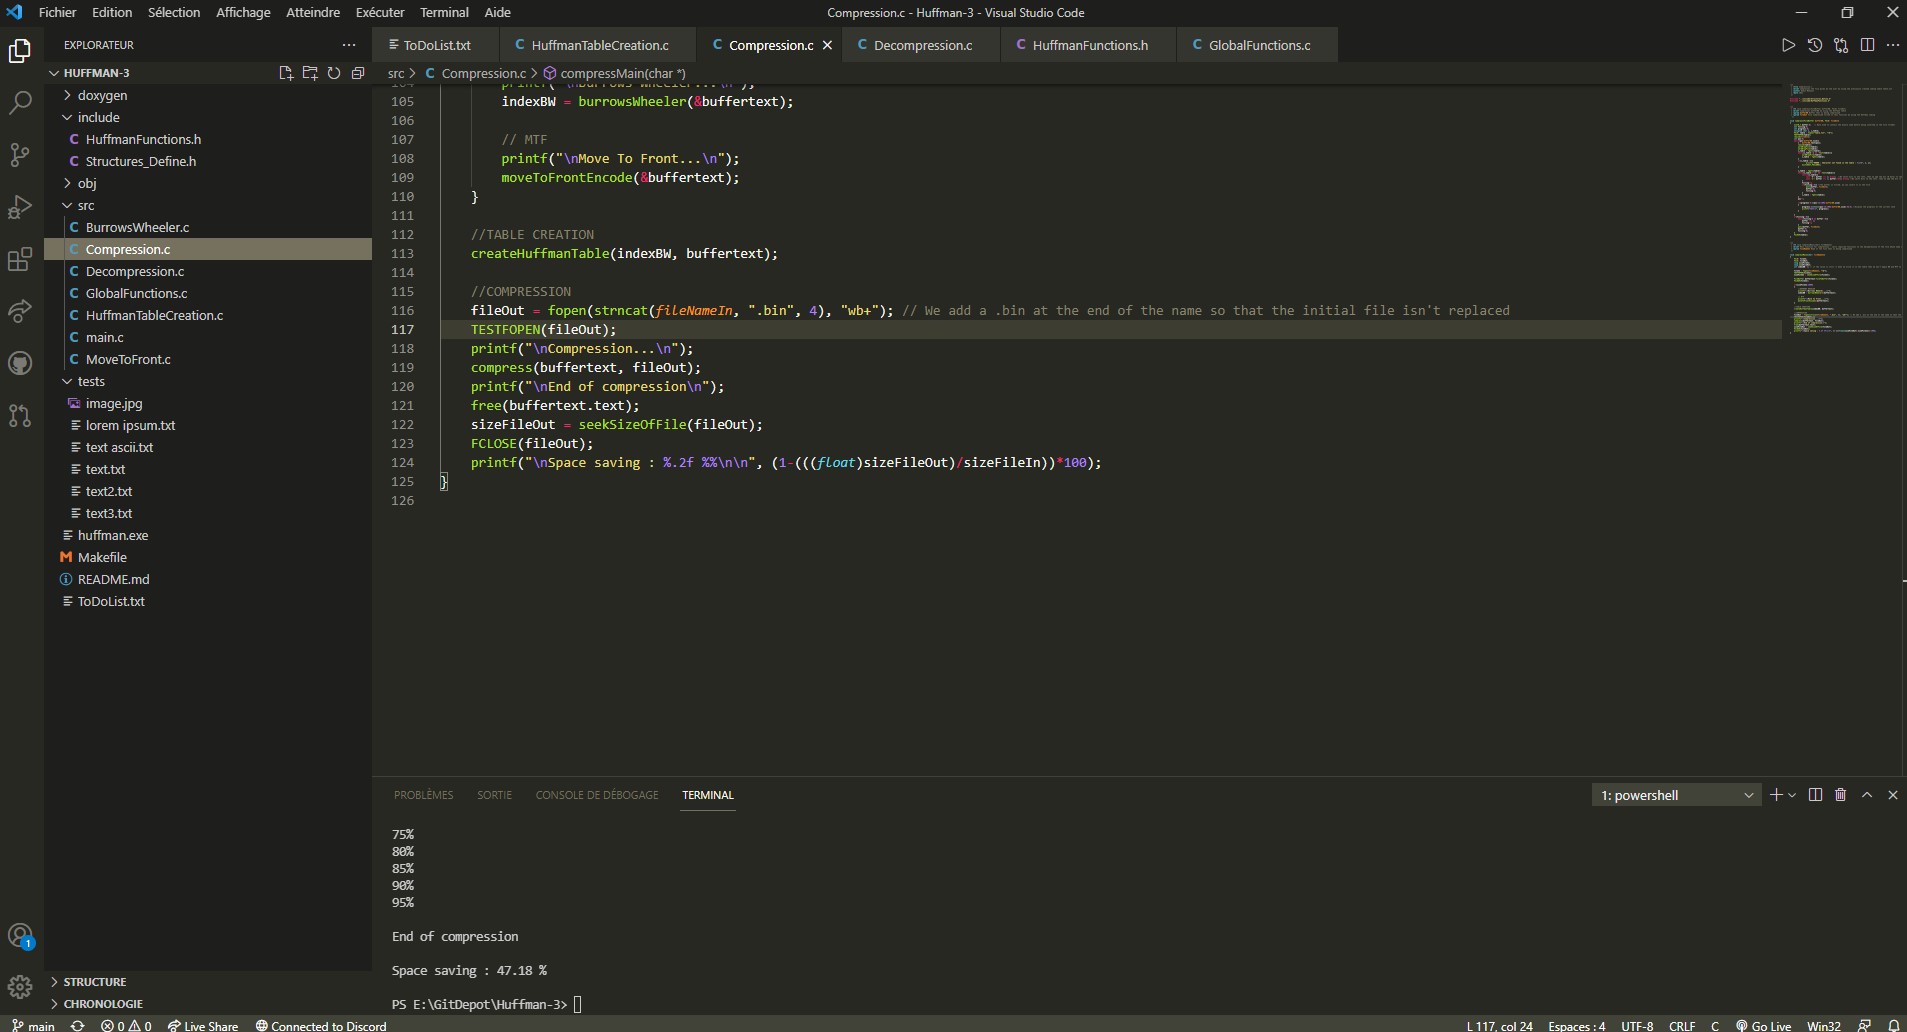 Fichier Edition Sélection Affichage Atteindre Exécuter Terminal Aide
Compression.c - Huffman-3 - Visual Studio Code
EXPLORATEUR
HUFFMAN-3
doxygen
include
C HuffmanFunctions.h
C Structures_Define.h
obj
src
C BurrowsWheeler.c
C Compression.c
C Decompression.c
C GlobalFunctions.c
C HuffmanTableCreation.c
C main.c
C MoveToFront.c
tests
image.jpg
lorem ipsum.txt
text ascii.txt
text.txt
text2.txt
text3.txt
huffman.exe
M Makefile
README.md
ToDoList.txt
STRUCTURE
CHRONOLOGIE
ToDoList.txt
C HuffmanTableCreation.c
C Compression.c
C Decompression.c
C HuffmanFunctions.h
C GlobalFunctions.c
src > C Compression.c > compressMain(char *)
104 printf("\nBurrows Wheeler...\n");
105 indexBW = burrowsWheeler(&buffertext);
106
107 // MTF
108 printf("\nMove To Front...\n");
109 moveToFrontEncode(&buffertext);
110 }
111
112 //TABLE CREATION
113 createHuffmanTable(indexBW, buffertext);
114
115 //COMPRESSION
116 fileOut = fopen(strncat(fileNameIn, ".bin", 4), "wb+"); // We add a .bin at the end of the name so that the initial file isn't replaced
117 TESTFOPEN(fileOut);
118 printf("\nCompression...\n");
119 compress(buffertext, fileOut);
120 printf("\nEnd of compression\n");
121 free(buffertext.text);
122 sizeFileOut = seekSizeOfFile(fileOut);
123 FCLOSE(fileOut);
124 printf("\nSpace saving : %.2f %%\n\n", (1-(((float)sizeFileOut)/sizeFileIn))*100);
125 }
126
PROBLÈMES SORTIE CONSOLE DE DÉBOGAGE TERMINAL
1: powershell
75%
80%
85%
90%
95%
End of compression
Space saving : 47.18 %
PS E:\GitDepot\Huffman-3>
1
main 0 0 Live Share Connected to Discord
L 117, col 24 Espaces : 4 UTF-8 CRLF C Go Live Win32